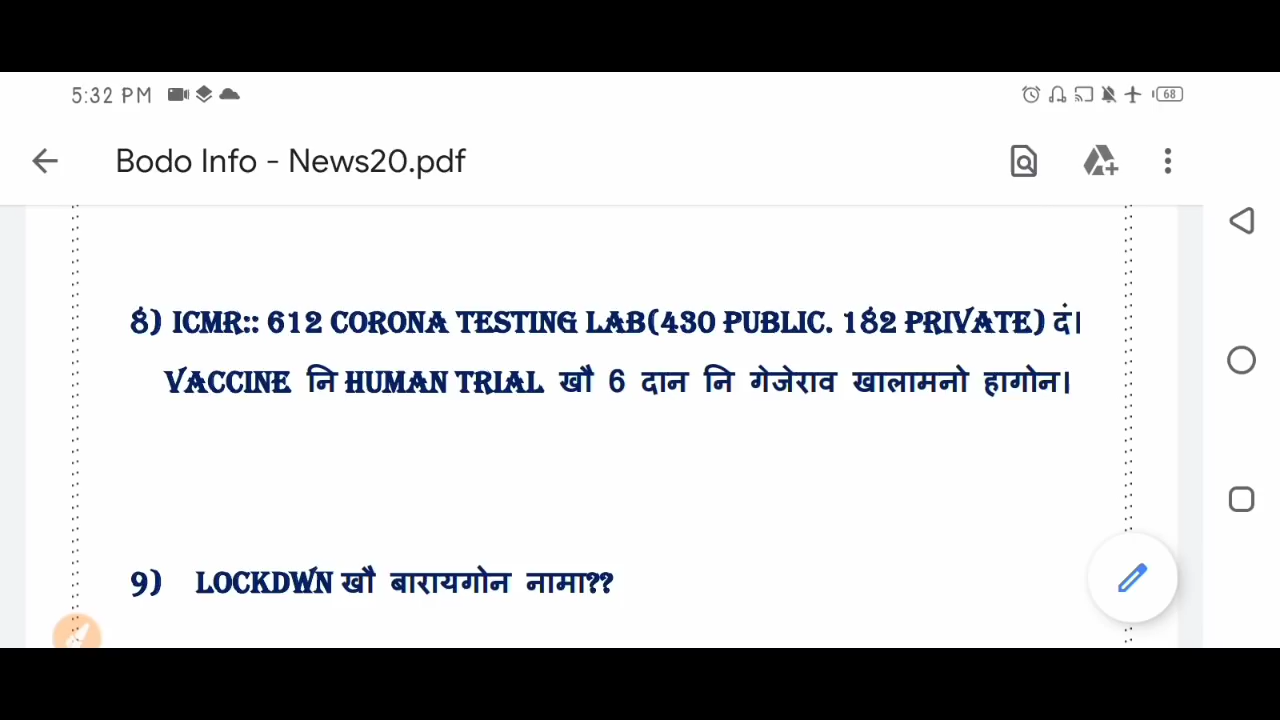 5:32 PM
68
Bodo Info - News20.pdf
8) ICMR:: 612 CORONA TESTING LAB(430 PUBLIC. 182 PRIVATE) दं।
VACCINE नि HUMAN TRIAL खौ 6 दान नि गेजेराव खालामनो हागोन।
9) LOCKDWN खौ बारायगोन नामा??